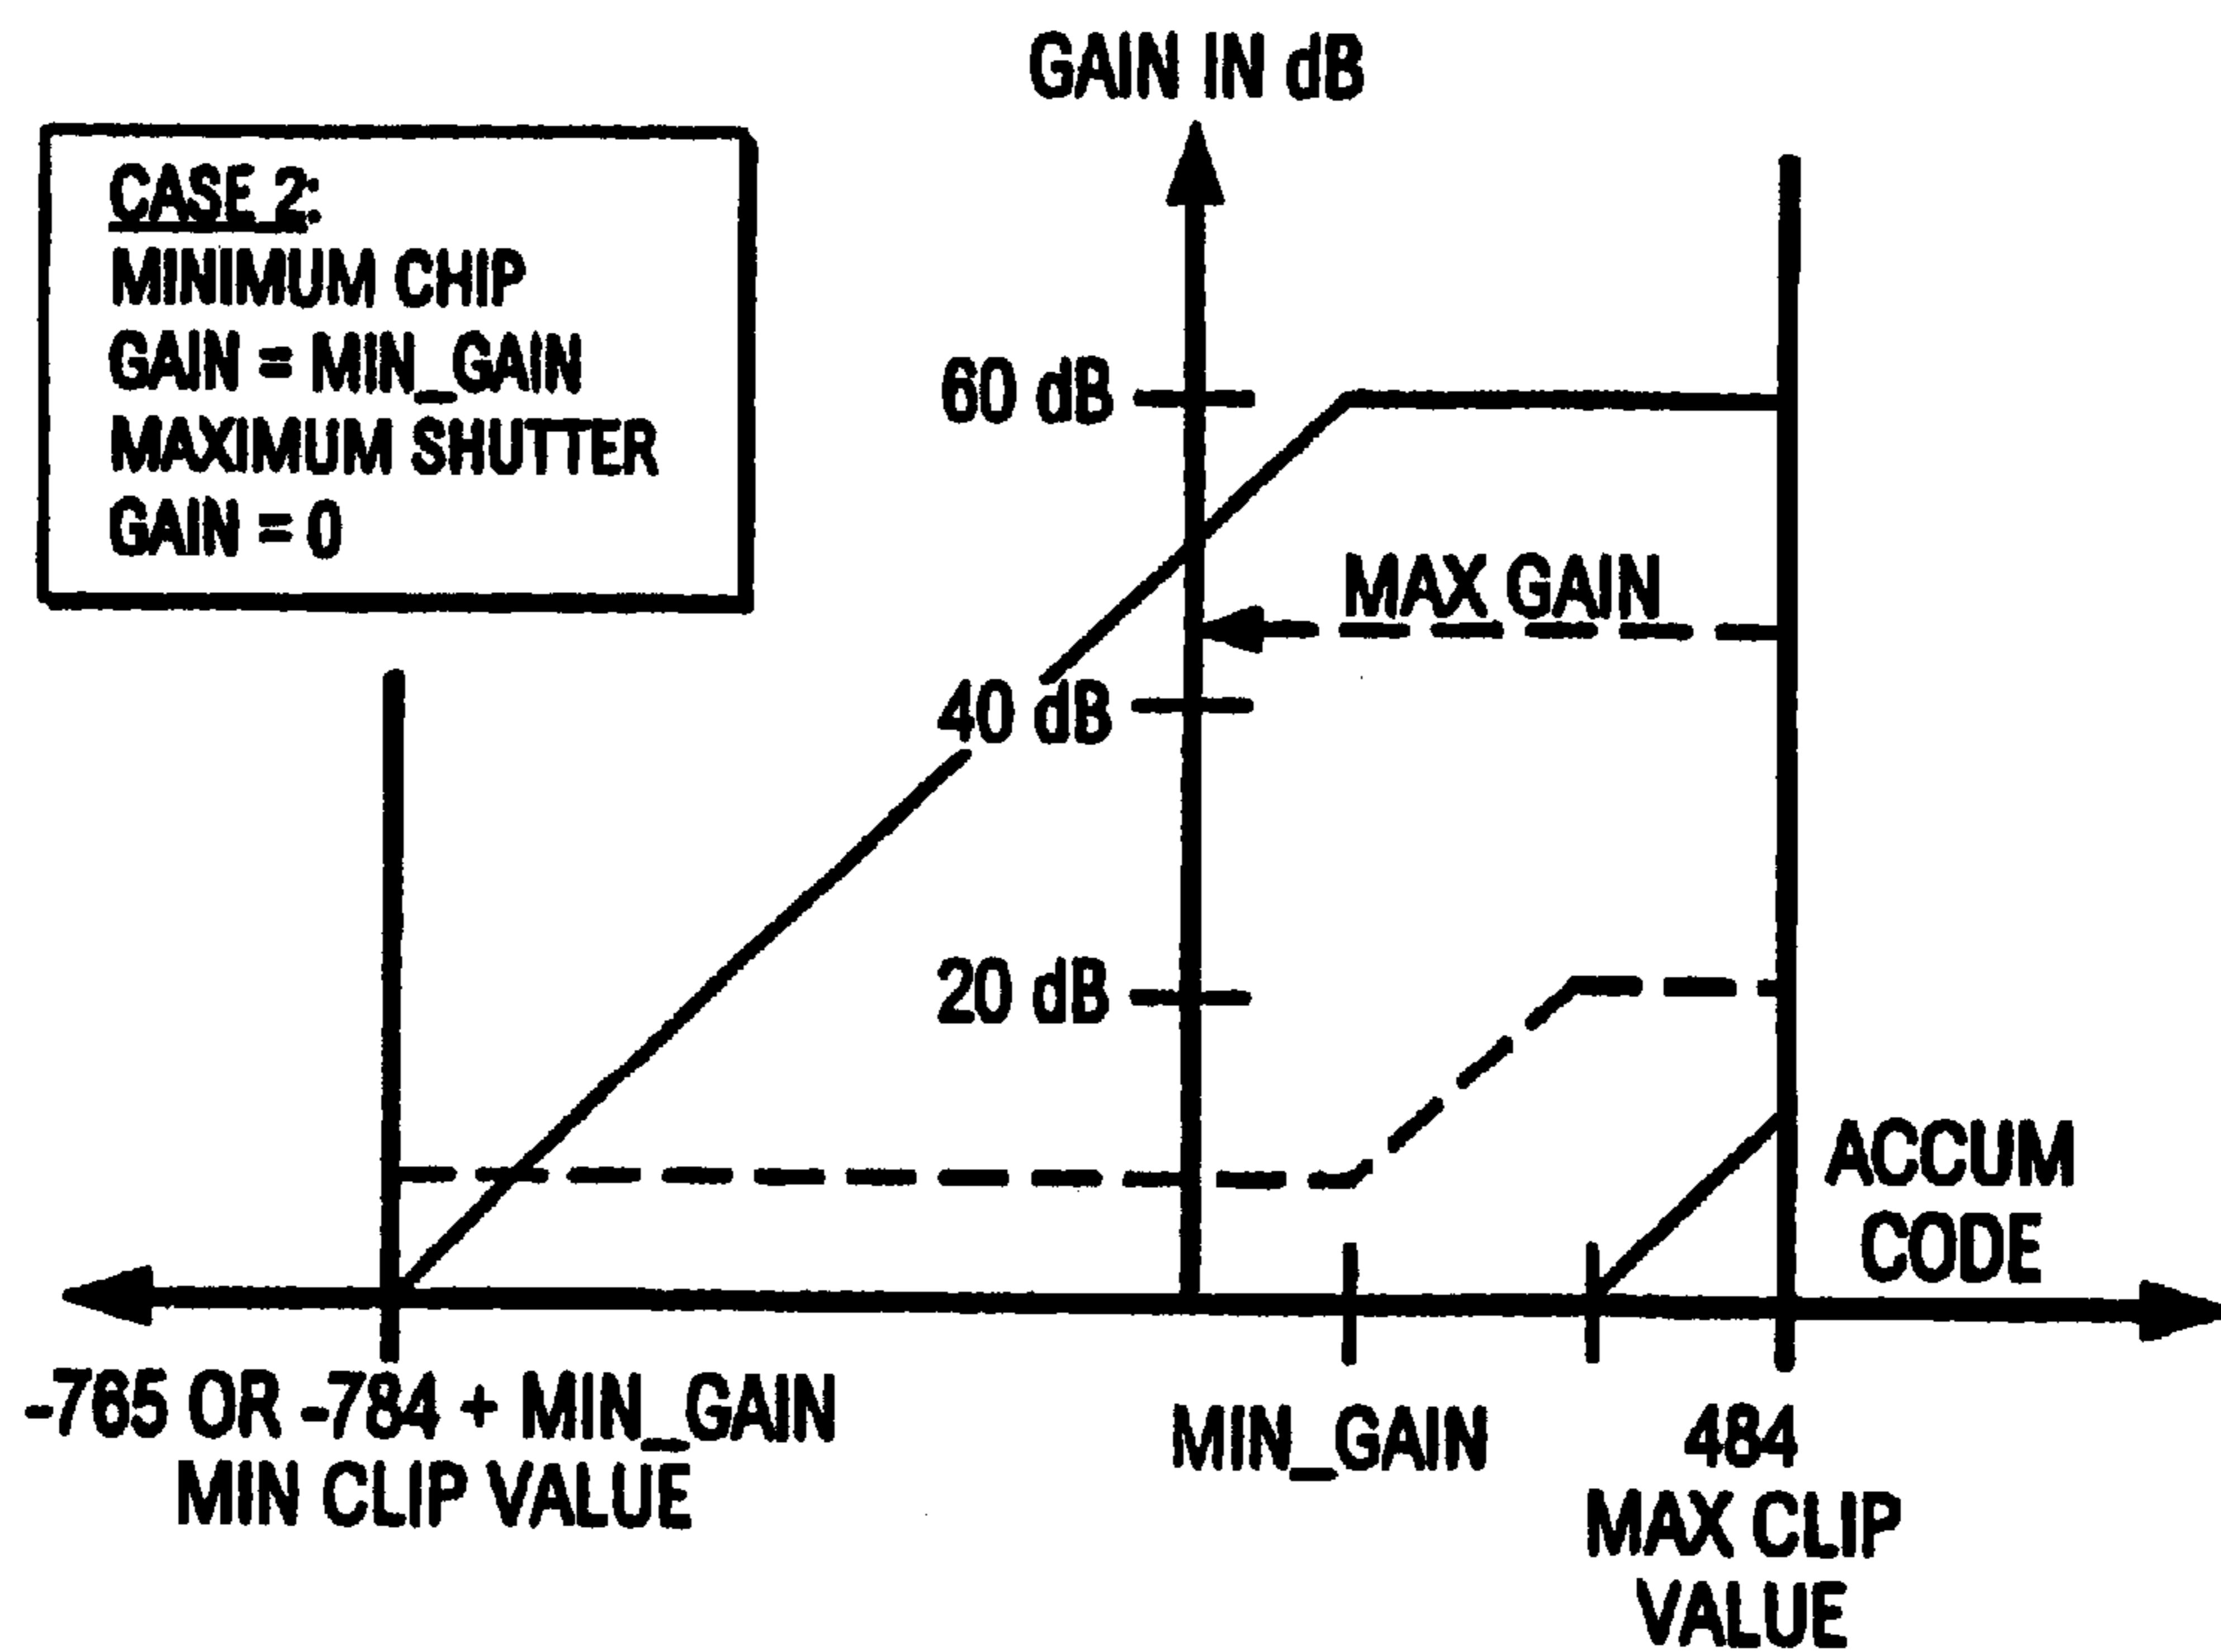 GAIN IN dB
CASE 2:
MINIMUM CHIP
GAIN = MIN_GAIN
MAXIMUM SHUTTER
GAIN = 0
60 dB
MAX GAIN
40 dB
20 dB
ACCUM
CODE
-765 OR -784 + MIN_GAIN
MIN CLIP VALUE
MIN_GAIN
484
MAX CLIP
VALUE